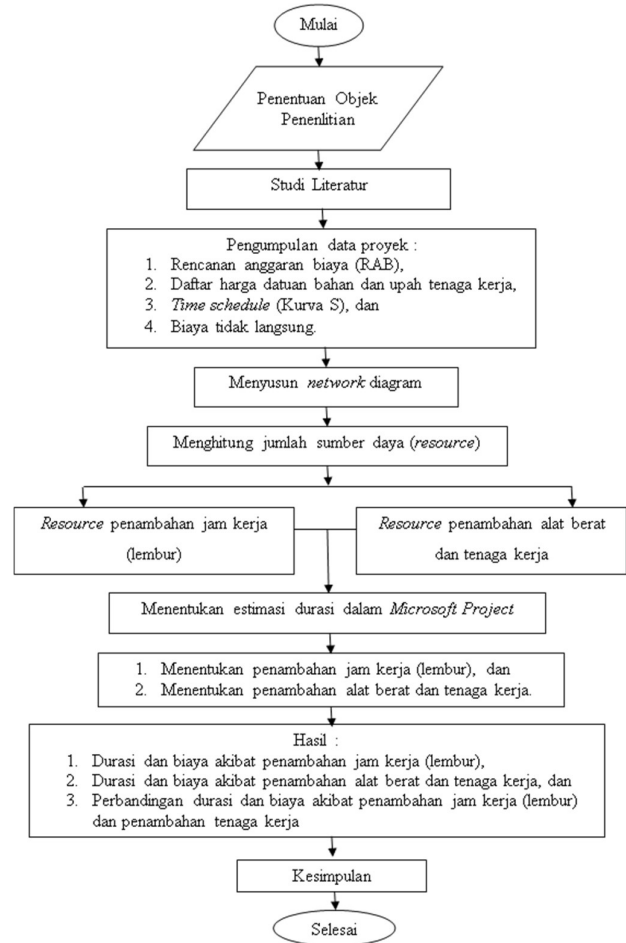 Mulai
Penentuan Objek
Penenlitian
Studi Literatur
Pengumpulan data proyek :
1. Rencanan anggaran biaya (RAB),
2. Daftar harga datuan bahan dan upah tenaga kerja,
3. Time schedule (Kurva S), dan
4. Biaya tidak langsung.
Menyusun network diagram
Menghitung jumlah sumber daya (resource)
Resource penambahan jam kerja
(lembur)
Resource penambahan alat berat
dan tenaga kerja
Menentukan estimasi durasi dalam Microsoft Project
1. Menentukan penambahan jam kerja (lembur), dan
2. Menentukan penambahan alat berat dan tenaga kerja.
Hasil :
1. Durasi dan biaya akibat penambahan jam kerja (lembur),
2. Durasi dan biaya akibat penambahan alat berat dan tenaga kerja, dan
3. Perbandingan durasi dan biaya akibat penambahan jam kerja (lembur)
dan penambahan tenaga kerja
Kesimpulan
Selesai